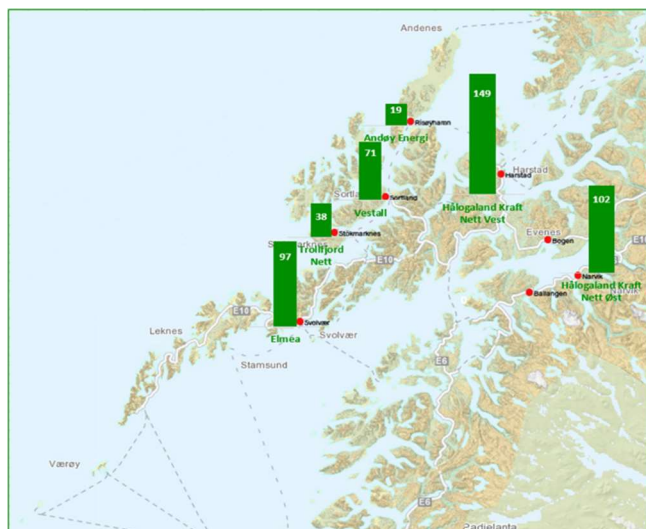 Andenes
19
Risøyhamn
Andøy Energi
149
71
Harstad
Harstad
Sortland
Vestall
Hålogaland Kraft
Nett Vest
102
38
Stokmarknes
Trollfjord
Nett
Evenes
Bogen
E10
97
Narvik
Hålogaland Kraft
Nett Øst
Ballangen
E10
Svolvær
Svolvær
Elmea
Leknes
Stamsund
E6
Værøy
E6
Padjelanta